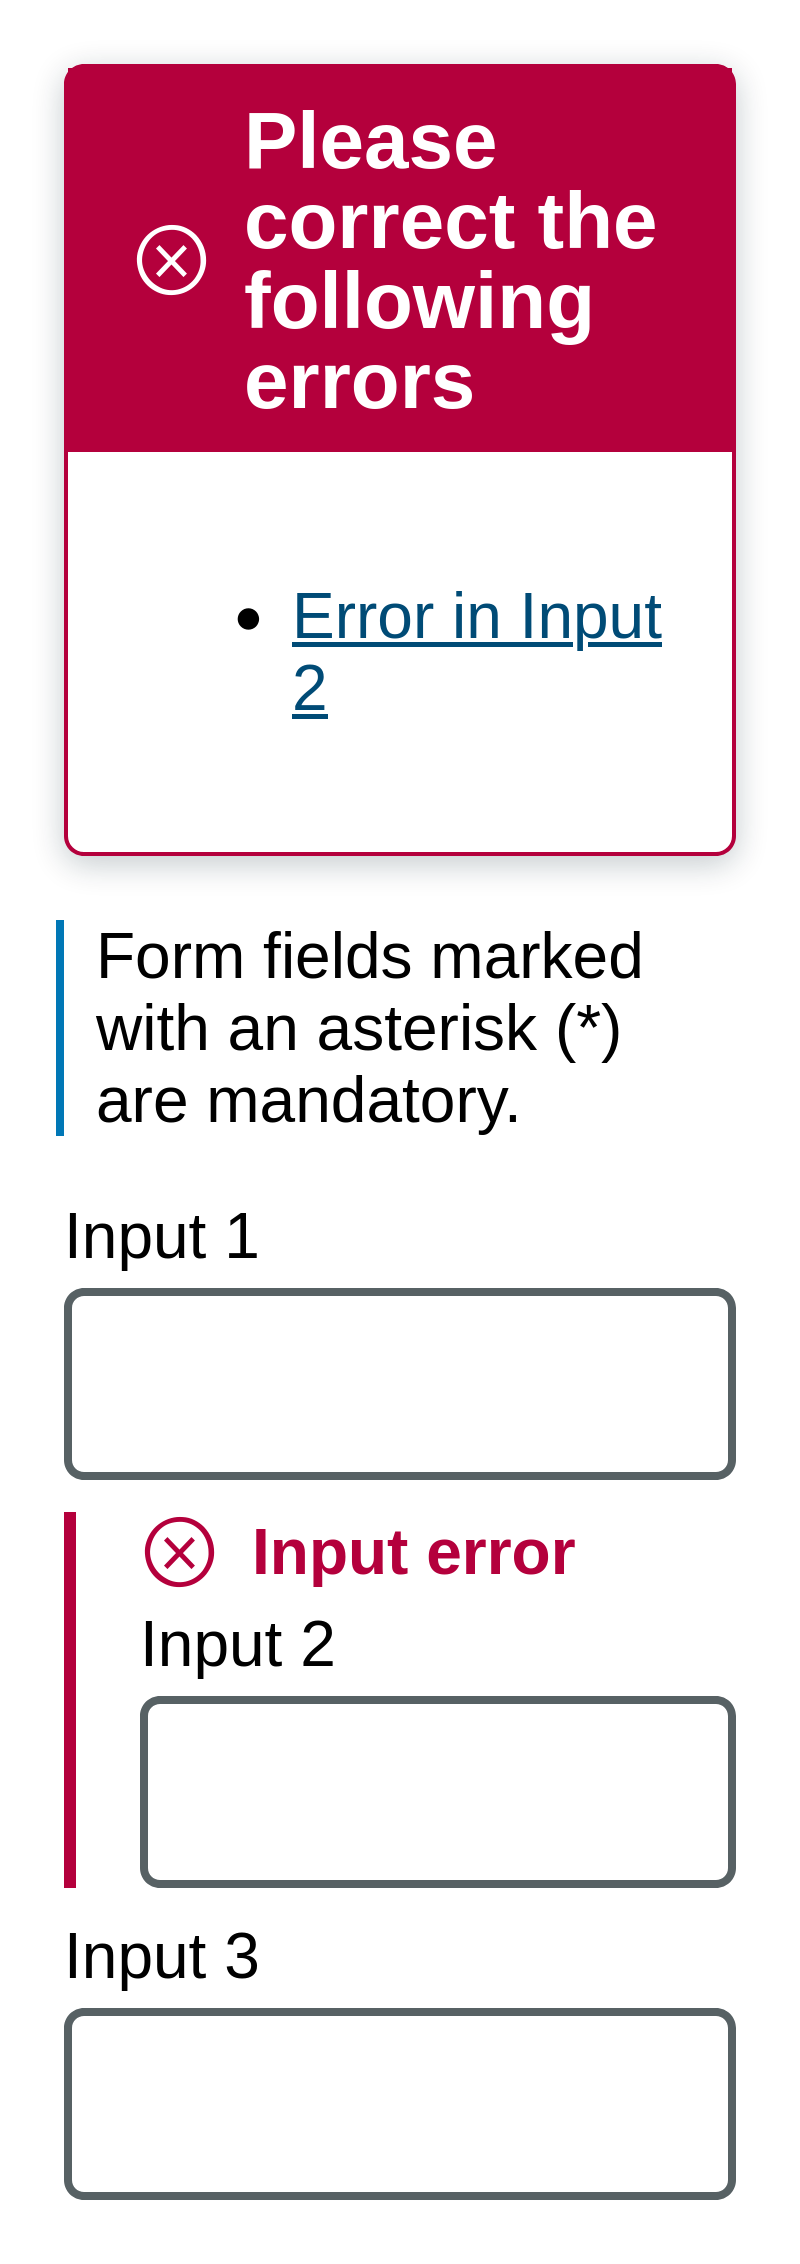 Please
correct the
following
errors
Error in Input
2
Form fields marked
with an asterisk (*)
are mandatory.
Input 1
Input error
Input 2
Input 3